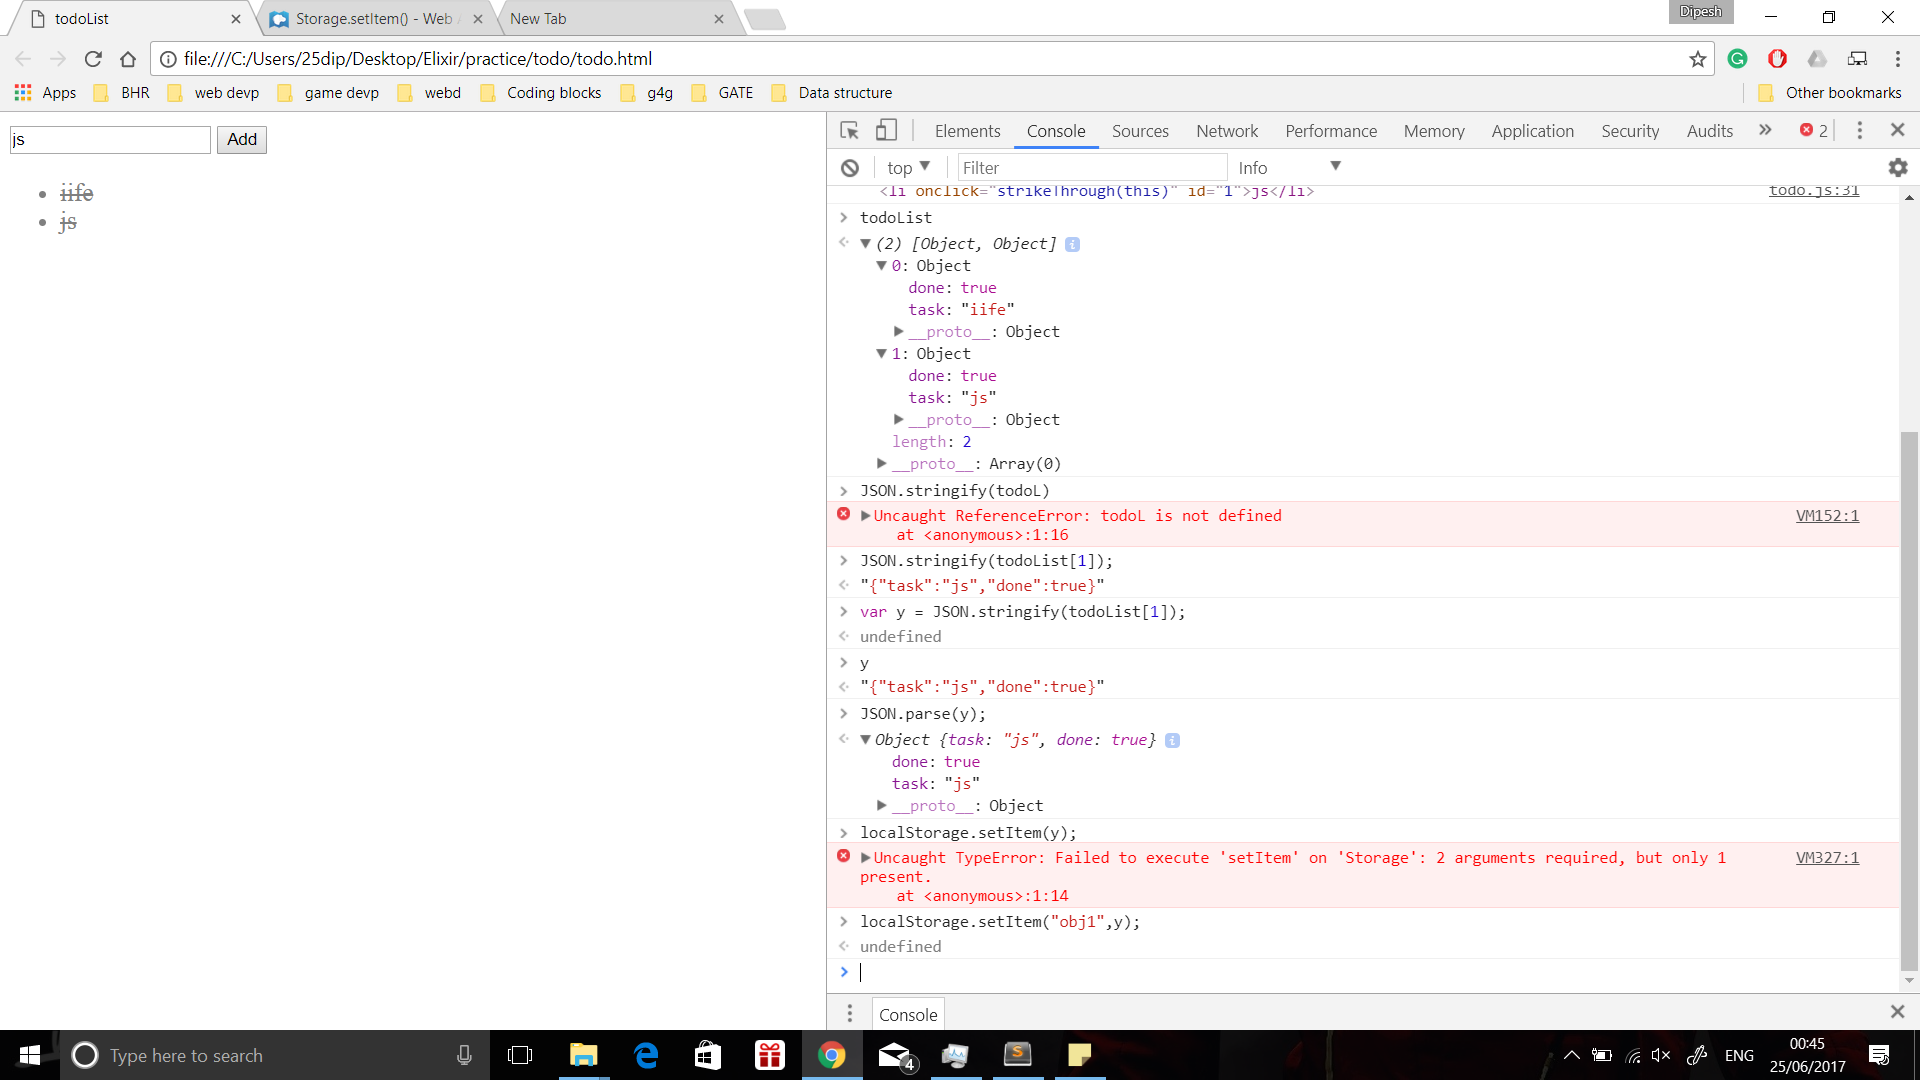 todoList
Storage.setItem() - Web
New Tab
Dipesh
file:///C:/Users/25dip/Desktop/Elixir/practice/todo/todo.html
Apps BHR web devp game devp webd Coding blocks g4g GATE Data structure Other bookmarks
js Add
iife
js
Elements Console Sources Network Performance Memory Application Security Audits » 2
top Filter Info
<li onclick="strikeThrough(this)" id="1">js</li> todo.js:31
todoList
(2) [Object, Object]
0: Object
done: true
task: "iife"
__proto__: Object
1: Object
done: true
task: "js"
__proto__: Object
length: 2
__proto__: Array(0)
JSON.stringify(todoL)
Uncaught ReferenceError: todoL is not defined VM152:1
at <anonymous>:1:16
JSON.stringify(todoList[1]);
"{"task":"js","done":true}"
var y = JSON.stringify(todoList[1]);
undefined
y
"{"task":"js","done":true}"
JSON.parse(y);
Object {task: "js", done: true}
done: true
task: "js"
__proto__: Object
localStorage.setItem(y);
Uncaught TypeError: Failed to execute 'setItem' on 'Storage': 2 arguments required, but only 1 VM327:1
present.
at <anonymous>:1:14
localStorage.setItem("obj1",y);
undefined
Console
Type here to search
4
ENG
00:45
25/06/2017